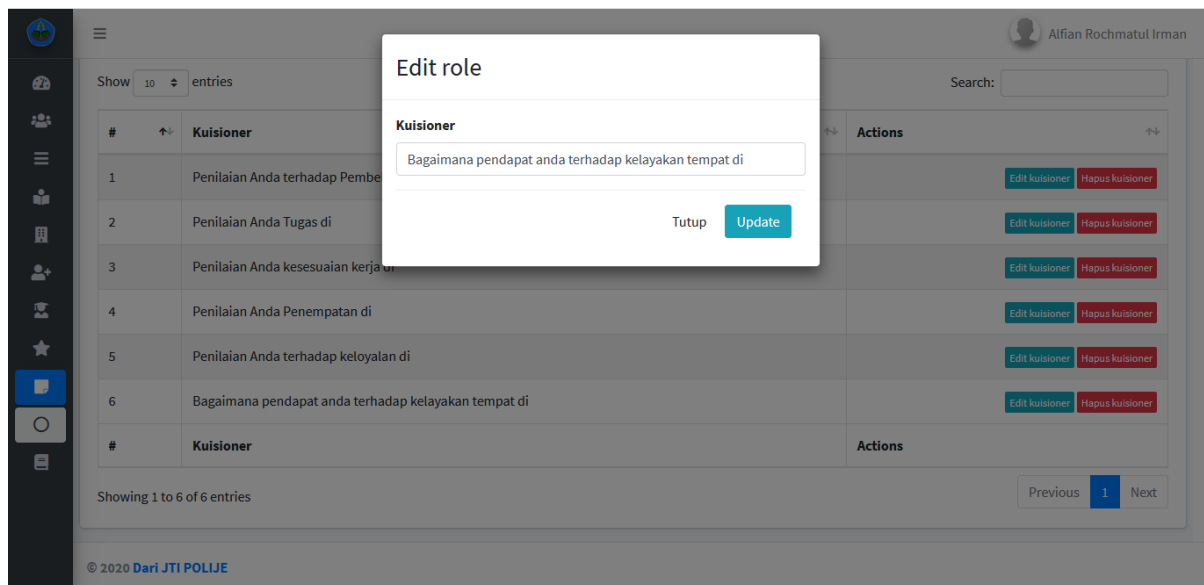 Alfian Rochmatul Irman
Edit role
Kuisioner
Bagaimana pendapat anda terhadap kelayakan tempat di
Tutup Update
Show 10 entries Search:
# Kuisioner Actions
1 Penilaian Anda terhadap Edit kuisioner Hapus kuisioner
2 Penilaian Anda Tugas di Edit kuisioner Hapus kuisioner
3 Penilaian Anda kesesuaian kerja di Edit kuisioner Hapus kuisioner
4 Penilaian Anda Penempatan di Edit kuisioner Hapus kuisioner
5 Penilaian Anda terhadap keloyalan di Edit kuisioner Hapus kuisioner
6 Bagaimana pendapat anda terhadap kelayakan tempat di Edit kuisioner Hapus kuisioner
# Kuisioner Actions
Showing 1 to 6 of 6 entries Previous 1 Next
© 2020 Dari JTI POLIJE